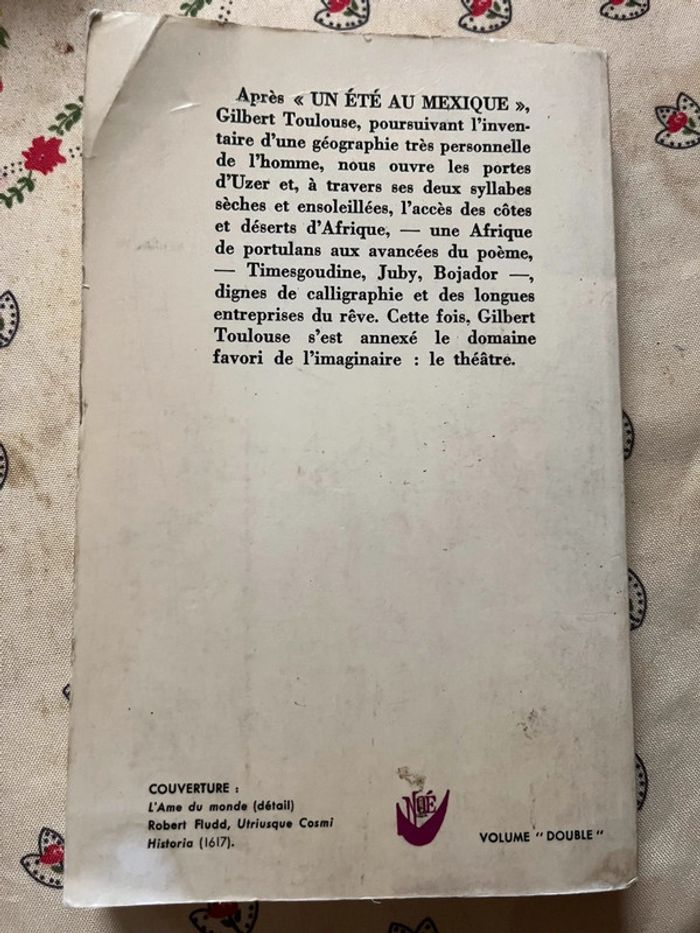 Après « UN ÉTÉ AU MEXIQUE »,
Gilbert Toulouse, poursuivant l'inven-
taire d'une géographie très personnelle
de l'homme, nous ouvre les portes
d'Uzer et, à travers ses deux syllabes
sèches et ensoleillées, l'accès des côtes
et déserts d'Afrique, — une Afrique
de portulans aux avancées du poème,
— Timesgoudine, Juby, Bojador —,
dignes de calligraphie et des longues
entreprises du rêve. Cette fois, Gilbert
Toulouse s'est annexé le domaine
favori de l'imaginaire : le théâtre.
COUVERTURE :
L'Ame du monde (détail)
Robert Fludd, Utriusque Cosmi
Historia (1617).
NOÉ
VOLUME " DOUBLE "